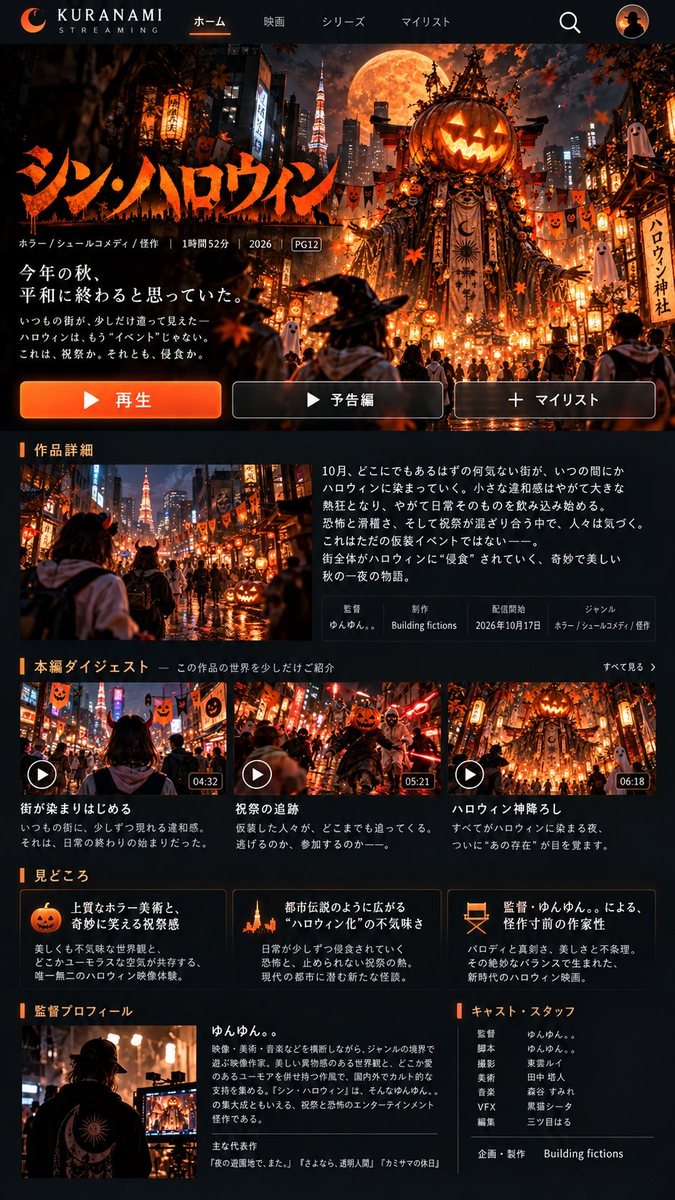 KURANAMI
STREAMING
ホーム
映画
シリーズ
マイリスト
シン・ハロウィン
ハロウィン神社
ホラー / シュールコメディ / 怪作 | 1時間52分 | 2026 | PG12
今年の秋、
平和に終わると思っていた。
いつもの街が、少しだけ違って見えた―
ハロウィンは、もう“イベント”じゃない。
これは、祝祭か。それとも、侵食か。
▶ 再生
▶ 予告編
＋ マイリスト
作品詳細
10月、どこにでもあるはずの何気ない街が、いつの間にか
ハロウィンに染まっていく。小さな違和感はやがて大きな
熱狂となり、やがて日常そのものを飲み込み始める。
恐怖と滑稽さ、そして祝祭が混ざり合う中で、人々は気づく。
これはただの仮装イベントではない――。
街全体がハロウィンに“侵食”されていく、奇妙で美しい
秋の一夜の物語。
監督
ゆんゆん。。
制作
Building fictions
配信開始
2026年10月17日
ジャンル
ホラー / シュールコメディ / 怪作
本編ダイジェスト ― この作品の世界を少しだけご紹介
すべて見る >
04:32
05:21
06:18
街が染まりはじめる
いつもの街に、少しずつ現れる違和感。
それは、日常の終わりの始まりだった。
祝祭の追跡
仮装した人々が、どこまでも追ってくる。
逃げるのか、参加するのか――。
ハロウィン神降ろし
すべてがハロウィンに染まる夜、
ついに“あの存在”が目を覚ます。
見どころ
上質なホラー美術と、
奇妙に笑える祝祭感
美しくも不気味な世界観と、
どこかユーモラスな空気が共存する、
唯一無二のハロウィン映像体験。
都市伝説のように広がる
“ハロウィン化”の不気味さ
日常が少しずつ侵食されていく
恐怖と、止められない祝祭の熱。
現代の都市に潜む新たな怪談。
監督・ゆんゆん。。による、
怪作寸前の作家性
パロディと真剣さ、美しさと不条理。
その絶妙なバランスで生まれた、
新時代のハロウィン映画。
監督プロフィール
ゆんゆん。。
映像・美術・音楽などを横断しながら、ジャンルの境界で
遊ぶ映像作家。美しい異物感のある世界観と、どこか愛
のあるユーモアを併せ持つ作風で、国内外でカルト的な
支持を集める。『シン・ハロウィン』は、そんなゆんゆん。。
の集大成ともいえる、祝祭と恐怖のエンターテインメント
怪作である。
主な代表作
『夜の遊園地で、また。』『さよなら、透明人間』『カミサマの休日』
キャスト・スタッフ
監督 ゆんゆん。。
脚本 ゆんゆん。。
撮影 東雲ルイ
美術 田中 塔人
音楽 森谷 すみれ
VFX 黒猫シータ
編集 三ツ目はる
企画・製作 Building fictions